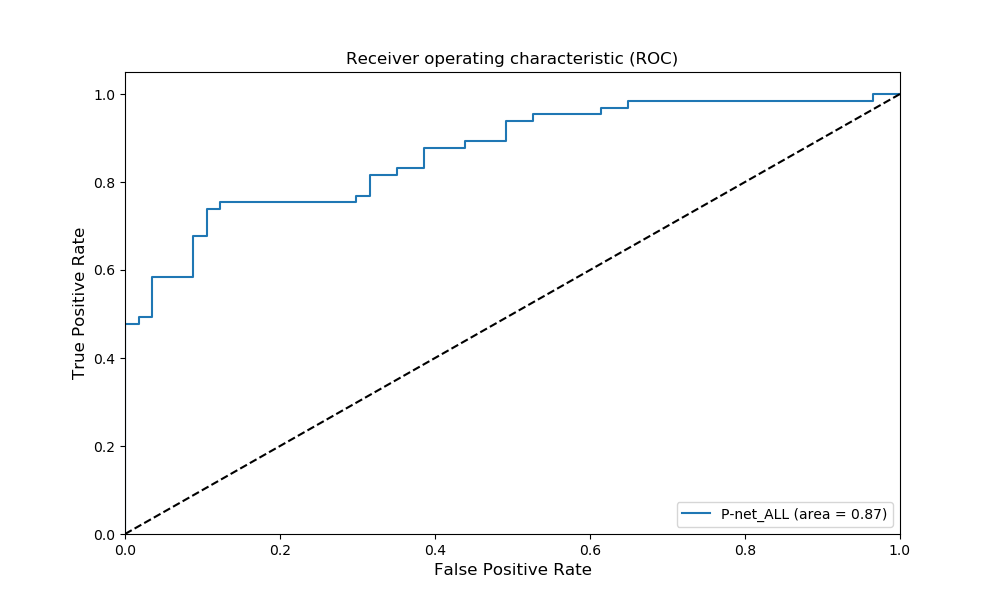 Receiver operating characteristic (ROC)
True Positive Rate
1.0
0.8
0.6
0.4
0.2
0.0
0.0 0.2 0.4 0.6 0.8 1.0
False Positive Rate
P-net_ALL (area = 0.87)